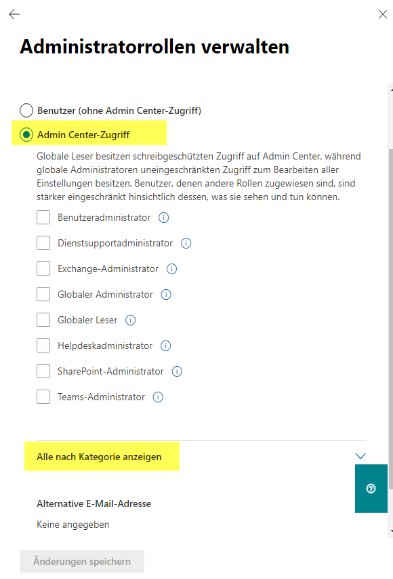 Administratorrollen verwalten
Benutzer (ohne Admin Center-Zugriff)
Admin Center-Zugriff
Globale Leser besitzen schreibgeschützten Zugriff auf Admin Center, während
globale Administratoren uneingeschränkten Zugriff zum Bearbeiten aller
Einstellungen besitzen. Benutzer, denen andere Rollen zugewiesen sind, sind
stärker eingeschränkt hinsichtlich dessen, was sie sehen und tun können.
Benutzeradministrator
Dienstsupportadministrator
Exchange-Administrator
Globaler Administrator
Globaler Leser
Helpdeskadministrator
SharePoint-Administrator
Teams-Administrator
Alle nach Kategorie anzeigen
Alternative E-Mail-Adresse
Keine angegeben
Änderungen speichern